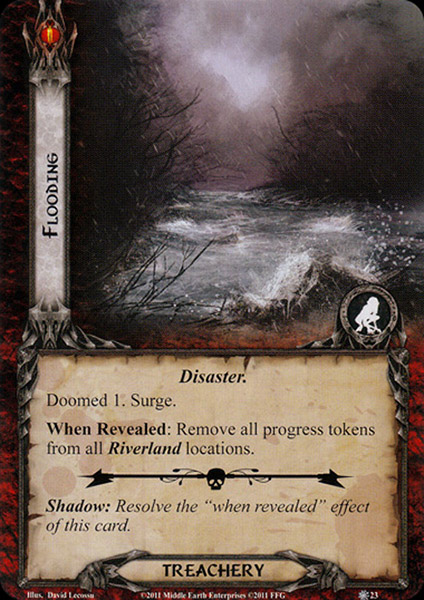 FLOODING
Disaster.
Doomed 1. Surge.
When Revealed: Remove all progress tokens
from all Riverland locations.
Shadow: Resolve the “when revealed” effect
of this card.
TREACHERY
Illus. David Lecossu
©2011 Middle Earth Enterprises ©2011 FFG
23